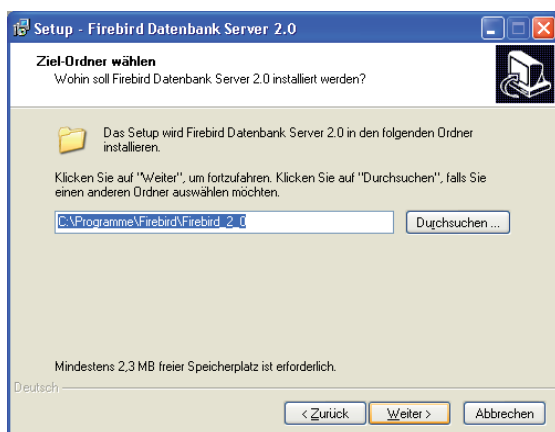 Setup - Firebird Datenbank Server 2.0
Ziel-Ordner wählen
Wohin soll Firebird Datenbank Server 2.0 installiert werden?
Das Setup wird Firebird Datenbank Server 2.0 in den folgenden Ordner
installieren.
Klicken Sie auf "Weiter", um fortzufahren. Klicken Sie auf "Durchsuchen", falls Sie
einen anderen Ordner auswählen möchten.
C:\Programme\Firebird\Firebird_2_0
Durchsuchen ...
Mindestens 2,3 MB freier Speicherplatz ist erforderlich.
Deutsch
< Zurück
Weiter >
Abbrechen